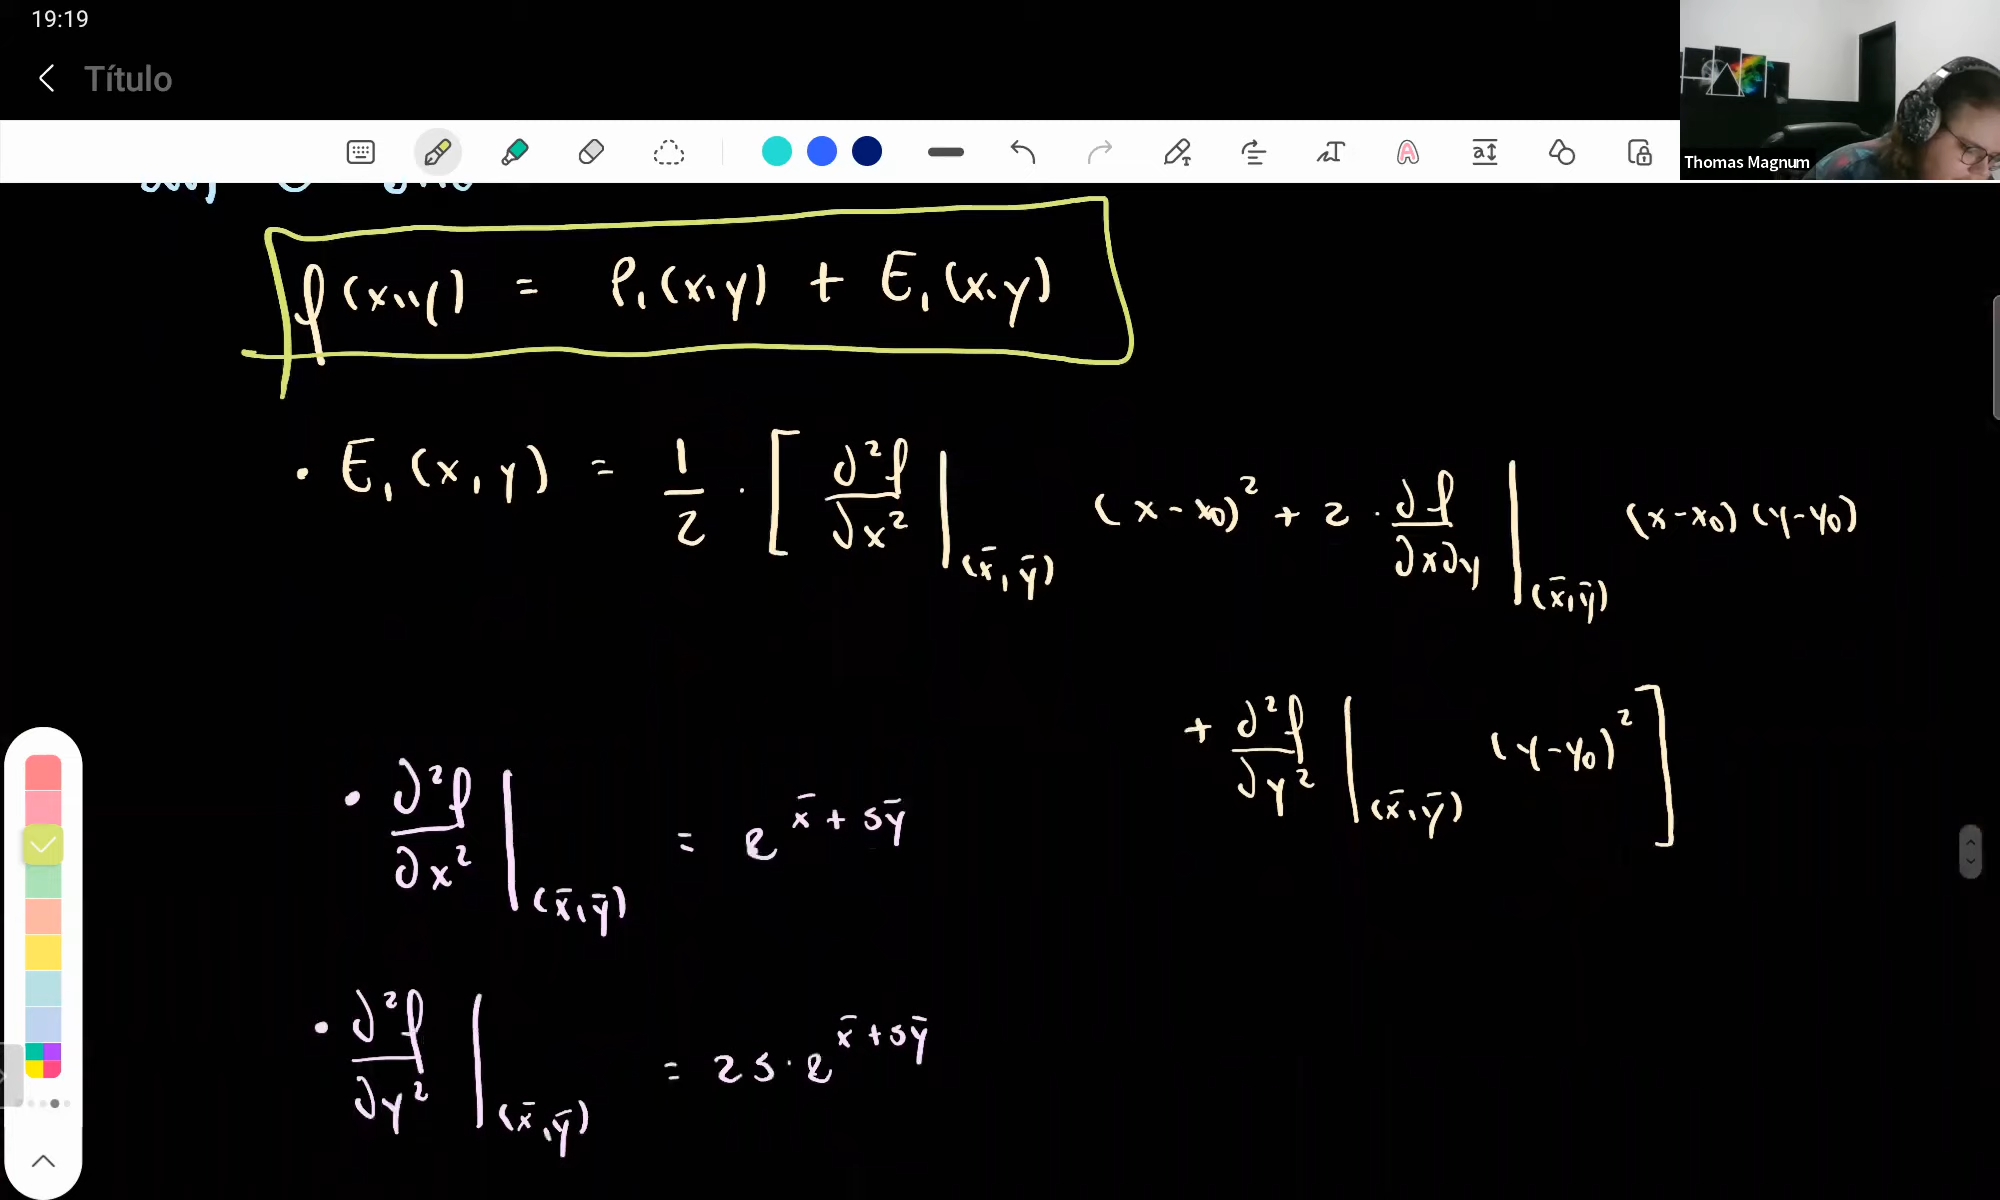 19:19
Título
Thomas Magnum
f(x,y) = P₁(x,y) + E₁(x,y)
• E₁(x,y) = 1/2 · [ ∂²f/∂x² |(x̄,ȳ) (x-x₀)² + 2 · ∂f/∂x∂y |(x̄,ȳ) (x-x₀)(y-y₀)
+ ∂²f/∂y² |(x̄,ȳ) (y-y₀)² ]
• ∂²f/∂x² |(x̄,ȳ) = e^(x̄+5ȳ)
• ∂²f/∂y² |(x̄,ȳ) = 25·e^(x̄+5ȳ)